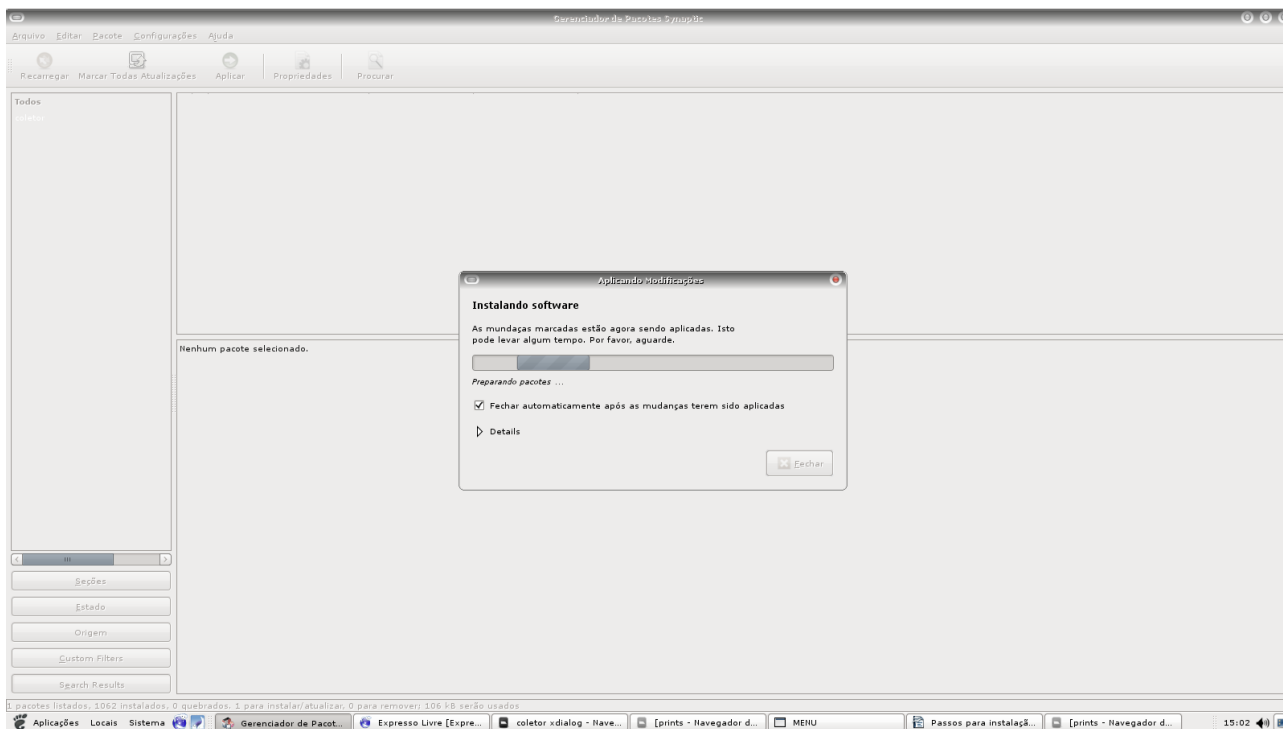 Gerenciador de Pacotes Synaptic
Arquivo Editar Pacote Configurações Ajuda
Recarregar Marcar Todas Atualizações Aplicar Propriedades Procurar
Todos
coletor
Nenhum pacote selecionado.
Aplicando Modificações
Instalando software
As mundaças marcadas estão agora sendo aplicadas. Isto
pode levar algum tempo. Por favor, aguarde.
Preparando pacotes ...
Fechar automaticamente após as mudanças terem sido aplicadas
Details
Fechar
Seções
Estado
Origem
Custom Filters
Search Results
1 pacotes listados, 1062 instalados, 0 quebrados. 1 para instalar/atualizar, 0 para remover; 106 kB serão usados
Aplicações Locais Sistema Gerenciador de Pacot... Expresso Livre [Expre... coletor xdialog - Nave... [prints - Navegador d... MENU Passos para instalaçã... [prints - Navegador d... 15:02